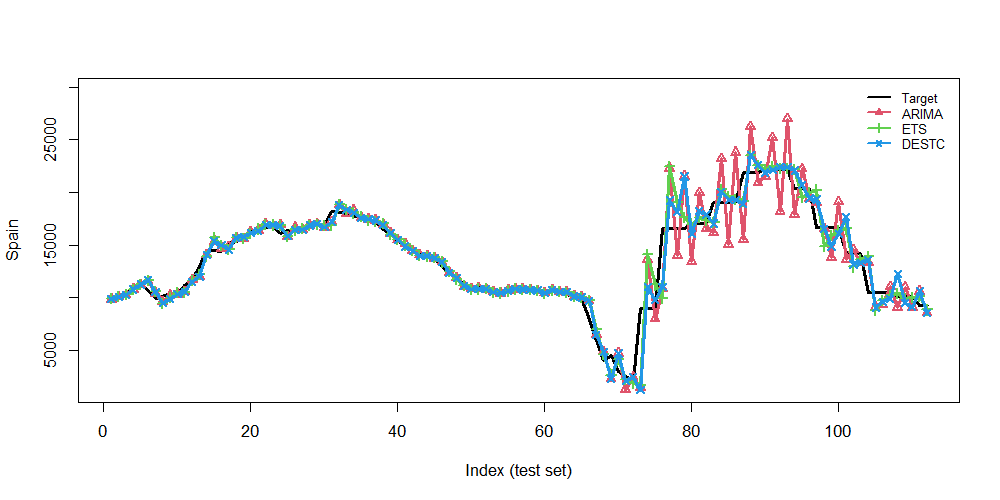 Target
ARIMA
ETS
DESTC
Spain
25000
15000
5000
0 20 40 60 80 100
Index (test set)